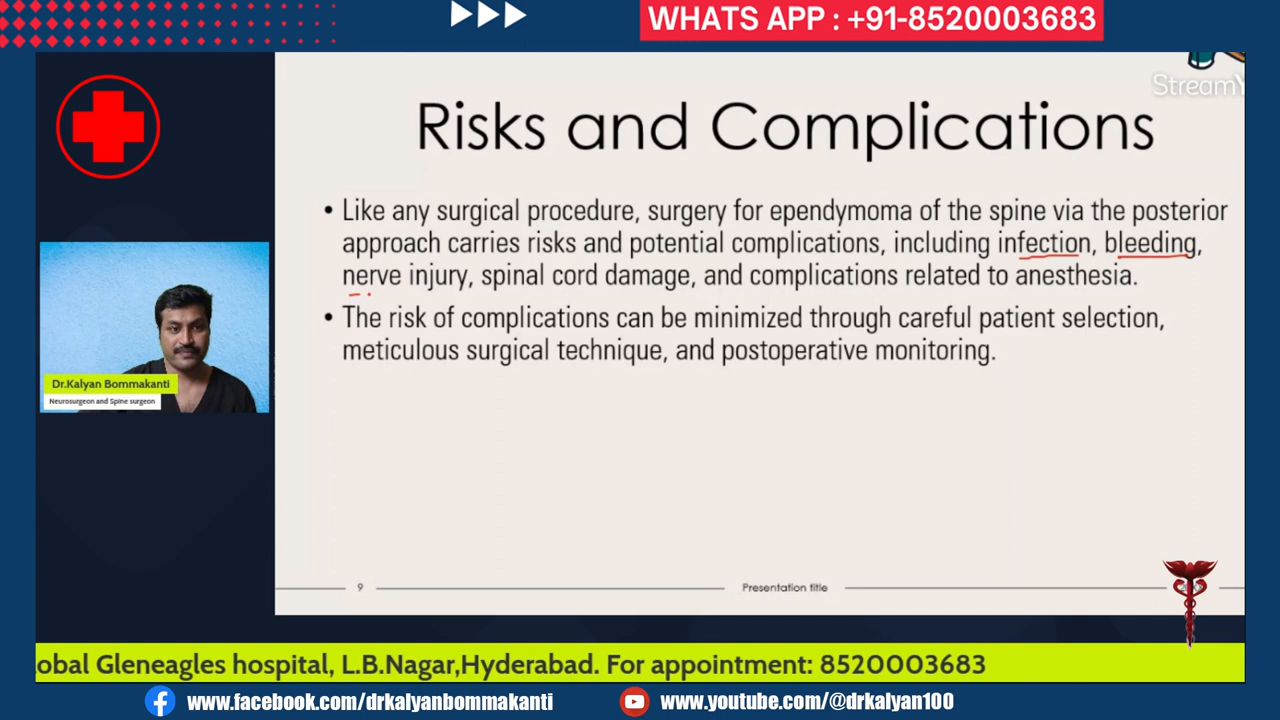 WHATS APP : +91-8520003683
Risks and Complications
• Like any surgical procedure, surgery for ependymoma of the spine via the posterior
approach carries risks and potential complications, including infection, bleeding,
nerve injury, spinal cord damage, and complications related to anesthesia.
• The risk of complications can be minimized through careful patient selection,
meticulous surgical technique, and postoperative monitoring.
Dr.Kalyan Bommakanti
Neurosurgeon and Spine surgeon
9
Presentation title
obal Gleneagles hospital, L.B.Nagar,Hyderabad. For appointment: 8520003683
www.facebook.com/drkalyanbommakanti
www.youtube.com/@drkalyan100